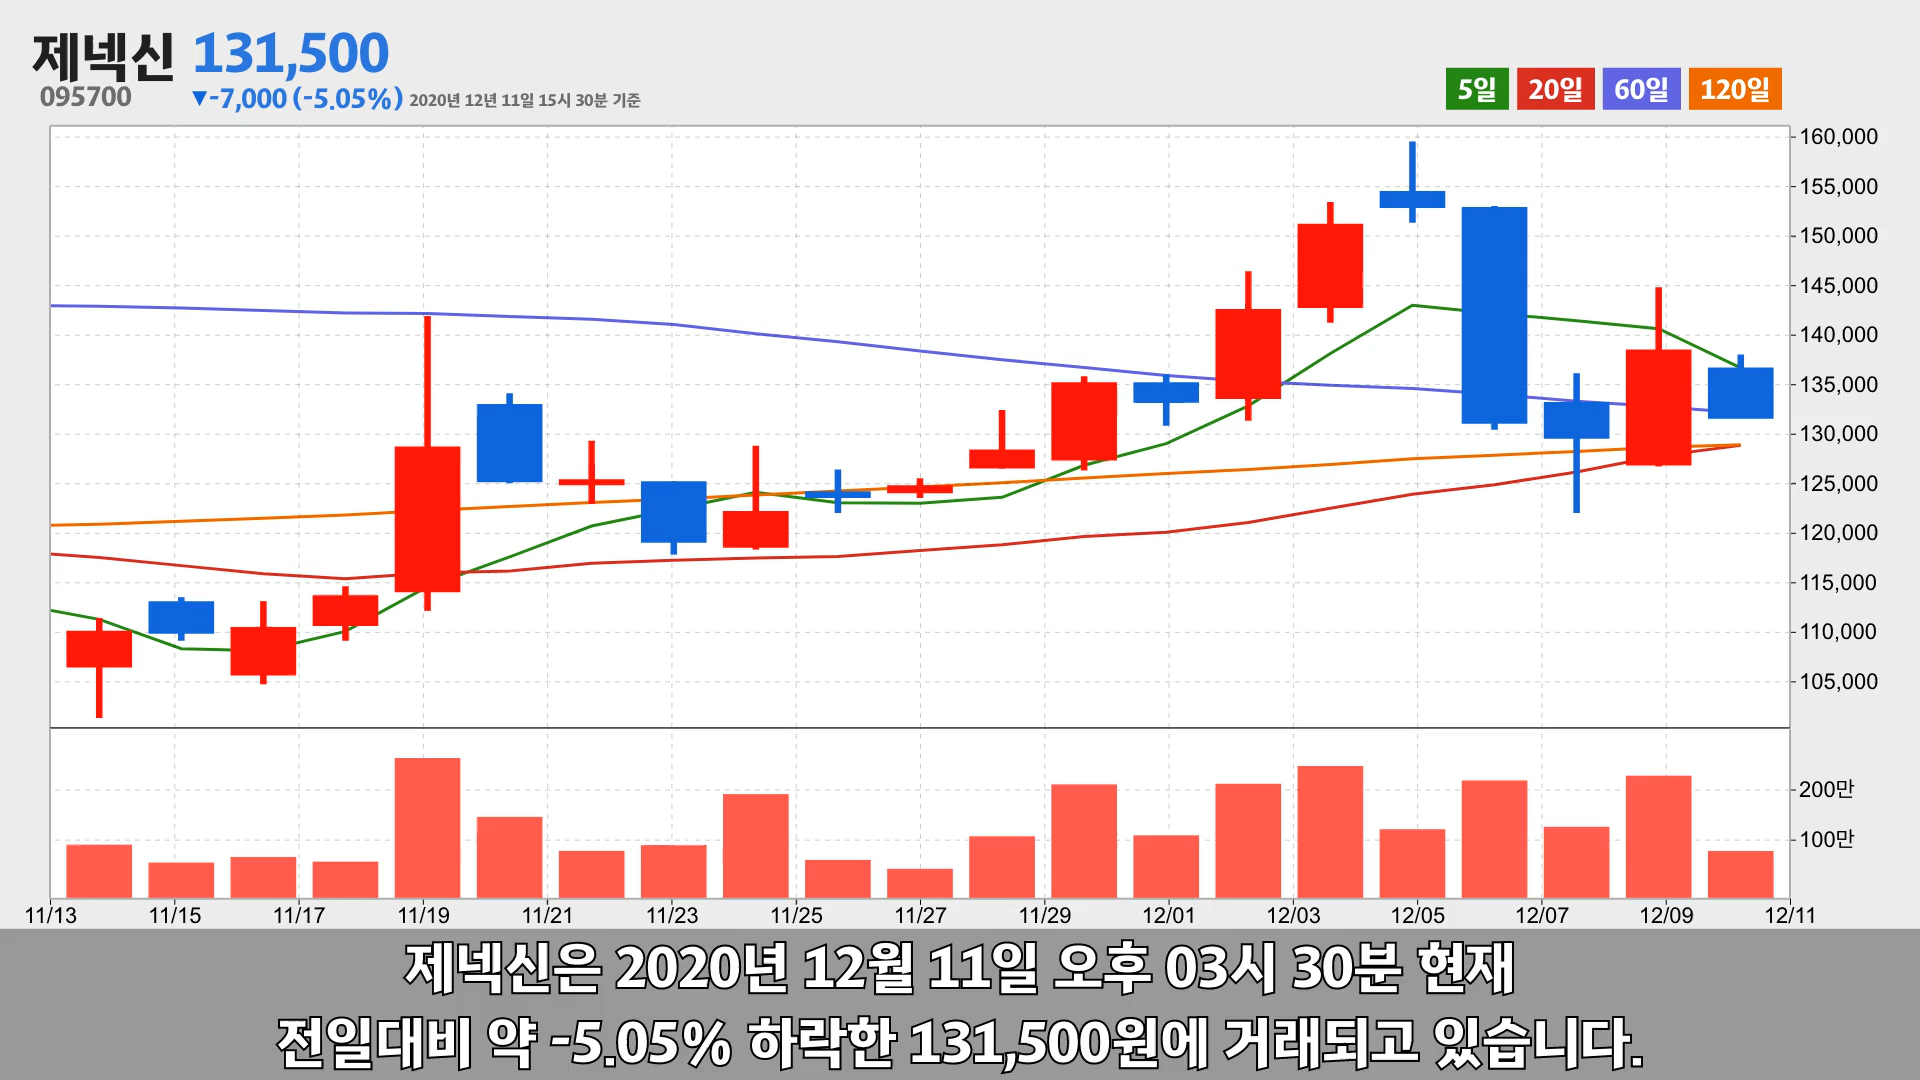 제넥신 131,500
095700 ▼-7,000 (-5.05%) 2020년 12년 11일 15시 30분 기준
5일 20일 60일 120일
160,000
155,000
150,000
145,000
140,000
135,000
130,000
125,000
120,000
115,000
110,000
105,000
200만
100만
11/13 11/15 11/17 11/19 11/21 11/23 11/25 11/27 11/29 12/01 12/03 12/05 12/07 12/09 12/11
제넥신은 2020년 12월 11일 오후 03시 30분 현재
전일대비 약 -5.05% 하락한 131,500원에 거래되고 있습니다.